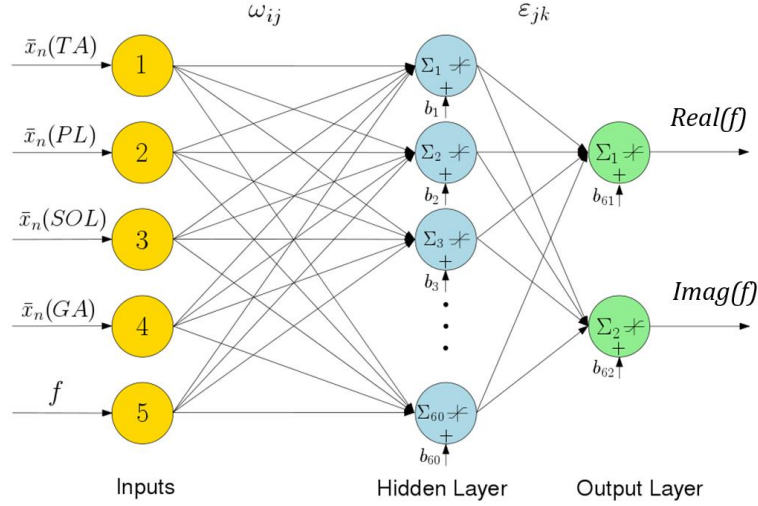 ω_ij ε_jk
x̄_n(TA) 1 Σ_1 + b_1
Real(f)
x̄_n(PL) 2 Σ_2 + b_2 Σ_1 + b_61
x̄_n(SOL) 3 Σ_3 + b_3
Imag(f)
x̄_n(GA) 4 Σ_2 + b_62
f 5 Σ_60 + b_60
Inputs Hidden Layer Output Layer